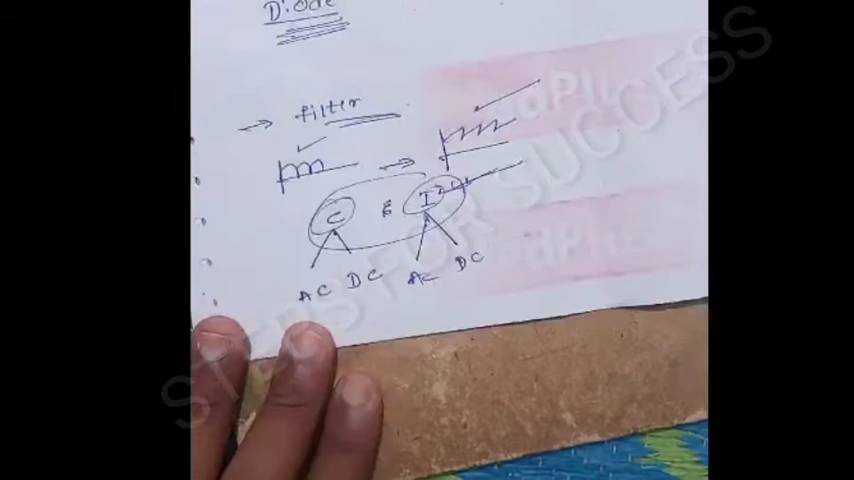 Diode
→ filter
→
C & I
AC DC AC DC
STEPS FOR SUCCESS